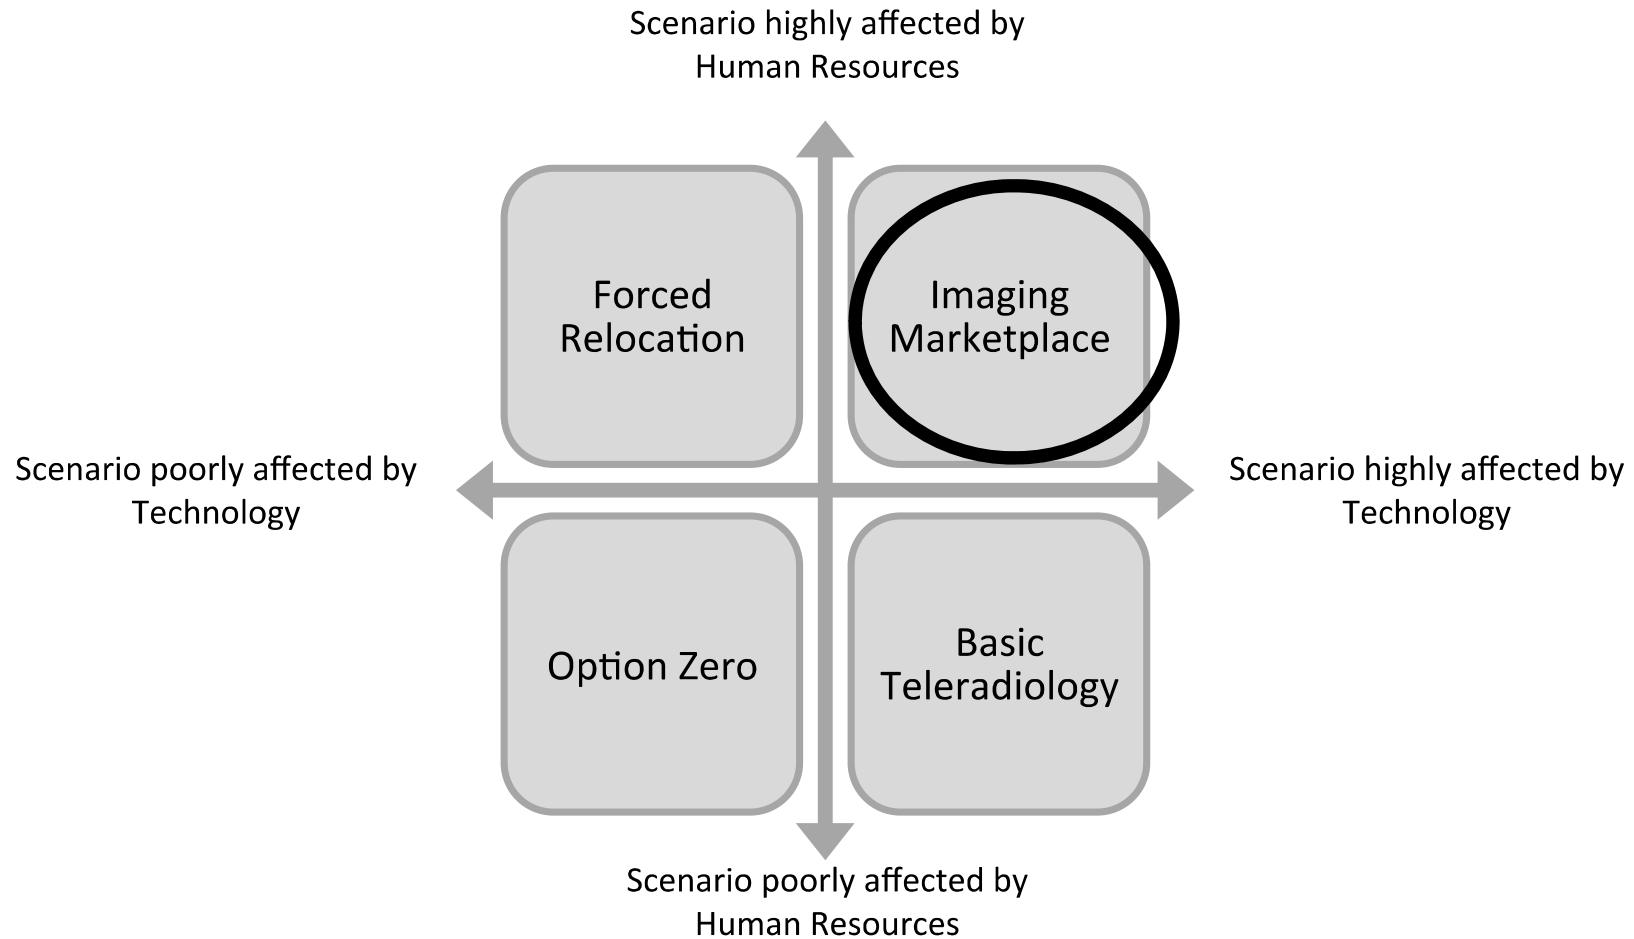 Scenario highly affected by
Human Resources
Forced
Relocation
Imaging
Marketplace
Scenario poorly affected by
Technology
Scenario highly affected by
Technology
Option Zero
Basic
Teleradiology
Scenario poorly affected by
Human Resources